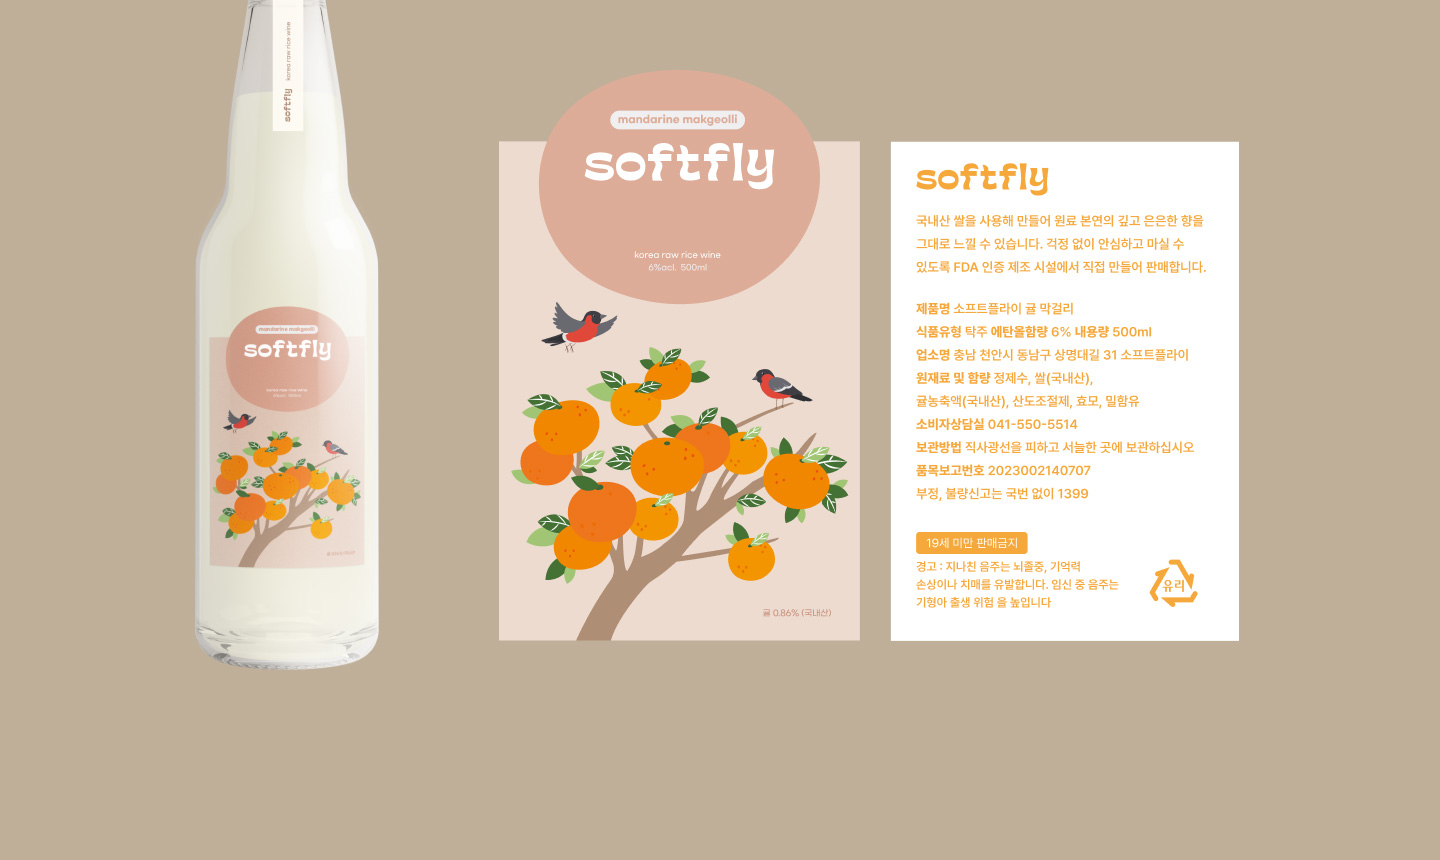 korea raw rice wine
softfly
mandarine makgeolli
softfly
korea raw rice wine
mandarine makgeolli
softfly
korea raw rice wine
6%acl. 500ml
귤 0.86% (국내산)
softfly
국내산 쌀을 사용해 만들어 원료 본연의 깊고 은은한 향을
그대로 느낄 수 있습니다. 걱정 없이 안심하고 마실 수
있도록 FDA 인증 제조 시설에서 직접 만들어 판매합니다.
제품명 소프트플라이 귤 막걸리
식품유형 탁주 에탄올함량 6% 내용량 500ml
업소명 충남 천안시 동남구 상명대길 31 소프트플라이
원재료 및 함량 정제수, 쌀(국내산),
귤농축액(국내산), 산도조절제, 효모, 밀함유
소비자상담실 041-550-5514
보관방법 직사광선을 피하고 서늘한 곳에 보관하십시오
품목보고번호 2023002140707
부정, 불량신고는 국번 없이 1399
19세 미만 판매금지
경고 : 지나친 음주는 뇌졸중, 기억력
손상이나 치매를 유발합니다. 임신 중 음주는
기형아 출생 위험 을 높입니다
유리